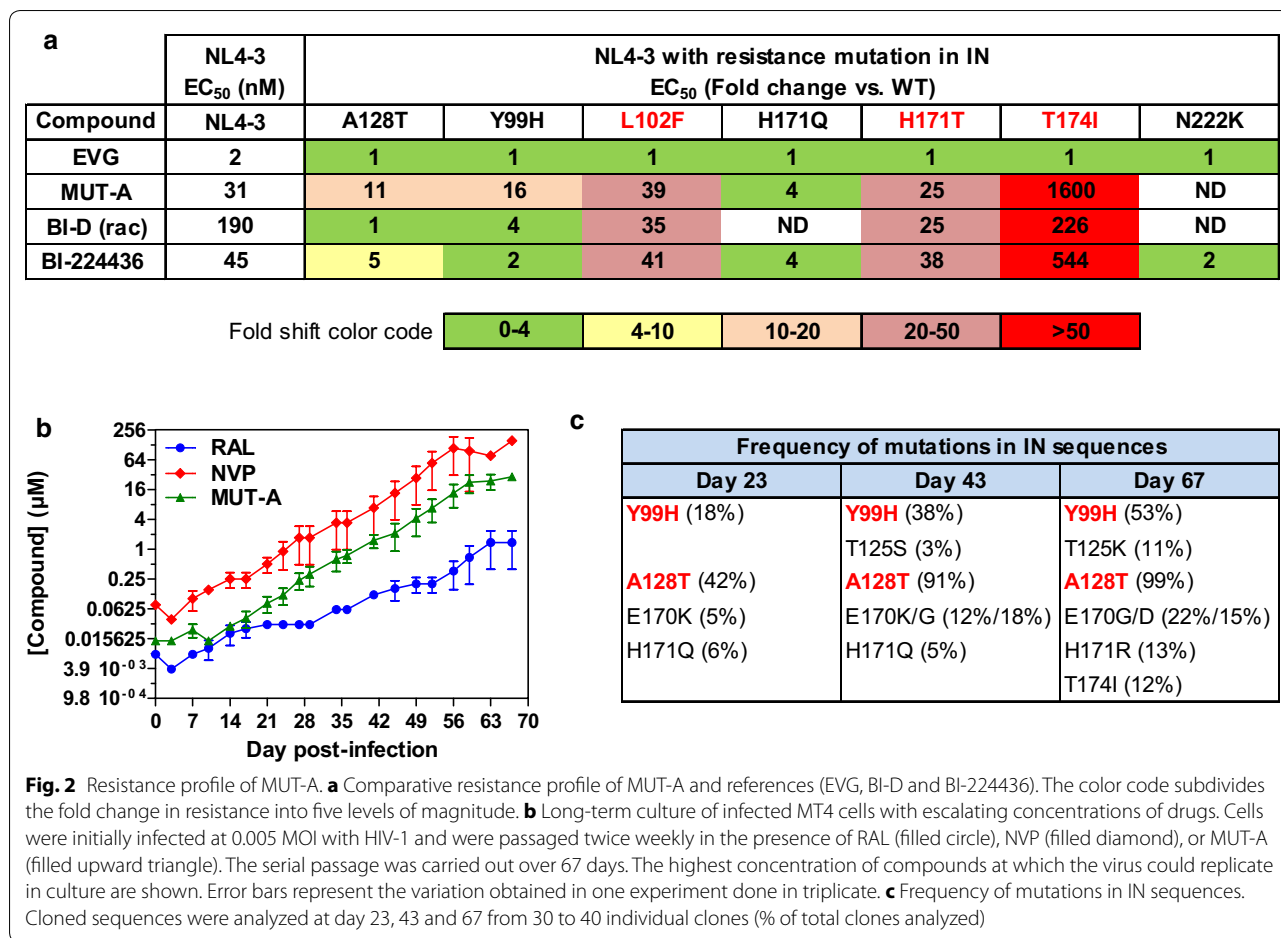 a
NL4-3 EC50 (nM)
NL4-3 with resistance mutation in IN
EC50 (Fold change vs. WT)
Compound NL4-3 A128T Y99H L102F H171Q H171T T174I N222K
EVG 2 1 1 1 1 1 1 1
MUT-A 31 11 16 39 4 25 1600 ND
BI-D (rac) 190 1 4 35 ND 25 226 ND
BI-224436 45 5 2 41 4 38 544 2
Fold shift color code 0-4 4-10 10-20 20-50 >50
b
[Compound] (µM)
256
64
16
4
1
0.25
0.0625
0.015625
3.9 10-03
9.8 10-04
RAL
NVP
MUT-A
0 7 14 21 28 35 42 49 56 63 70
Day post-infection
c
Frequency of mutations in IN sequences
Day 23 Day 43 Day 67
Y99H (18%) Y99H (38%) Y99H (53%)
T125S (3%) T125K (11%)
A128T (42%) A128T (91%) A128T (99%)
E170K (5%) E170K/G (12%/18%) E170G/D (22%/15%)
H171Q (6%) H171Q (5%) H171R (13%)
T174I (12%)
Fig. 2 Resistance profile of MUT-A. a Comparative resistance profile of MUT-A and references (EVG, BI-D and BI-224436). The color code subdivides
the fold change in resistance into five levels of magnitude. b Long-term culture of infected MT4 cells with escalating concentrations of drugs. Cells
were initially infected at 0.005 MOI with HIV-1 and were passaged twice weekly in the presence of RAL (filled circle), NVP (filled diamond), or MUT-A
(filled upward triangle). The serial passage was carried out over 67 days. The highest concentration of compounds at which the virus could replicate
in culture are shown. Error bars represent the variation obtained in one experiment done in triplicate. c Frequency of mutations in IN sequences.
Cloned sequences were analyzed at day 23, 43 and 67 from 30 to 40 individual clones (% of total clones analyzed)